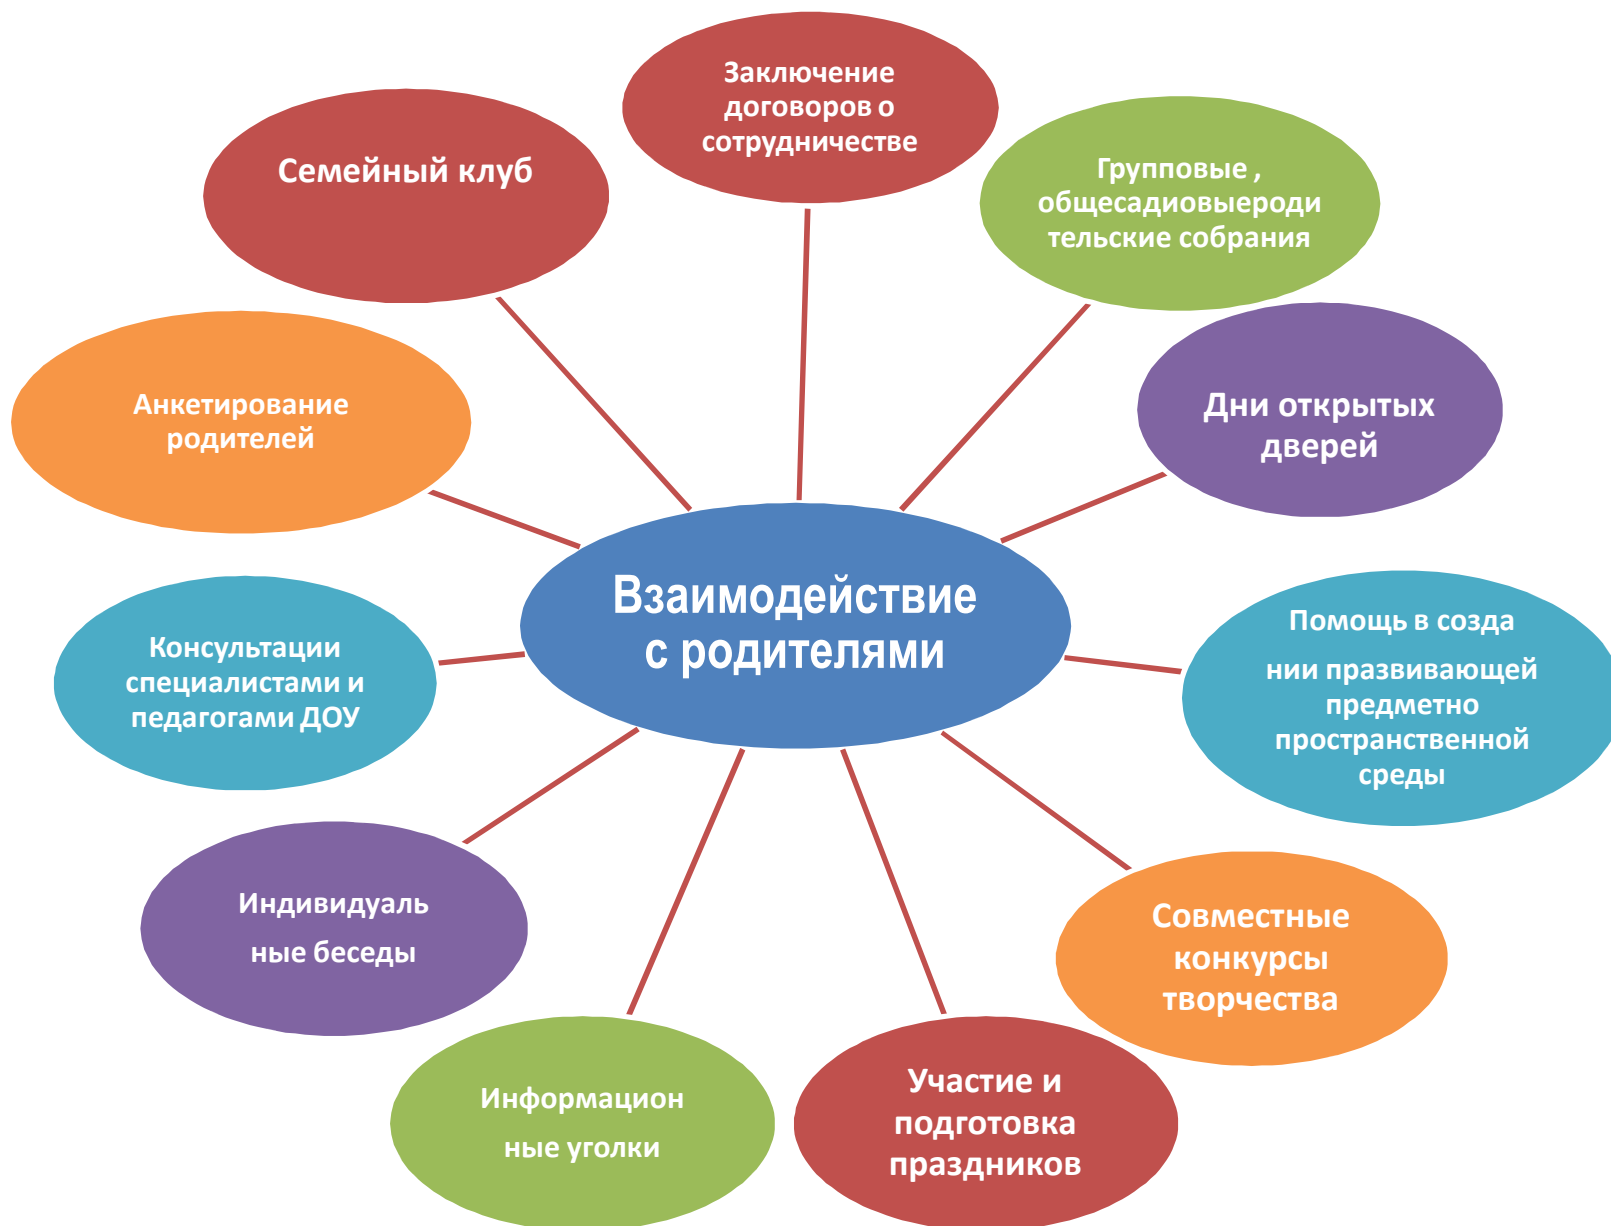 Заключение
договоров о
сотрудничестве
Семейный клуб
Групповые ,
общесадиовыероди
тельские собрания
Анкетирование
родителей
Дни открытых
дверей
Взаимодействие
с родителями
Консультации
специалистами и
педагогами ДОУ
Помощь в созда
нии празвивающей
предметно
пространственной
среды
Индивидуаль
ные беседы
Совместные
конкурсы
творчества
Информацион
ные уголки
Участие и
подготовка
праздников